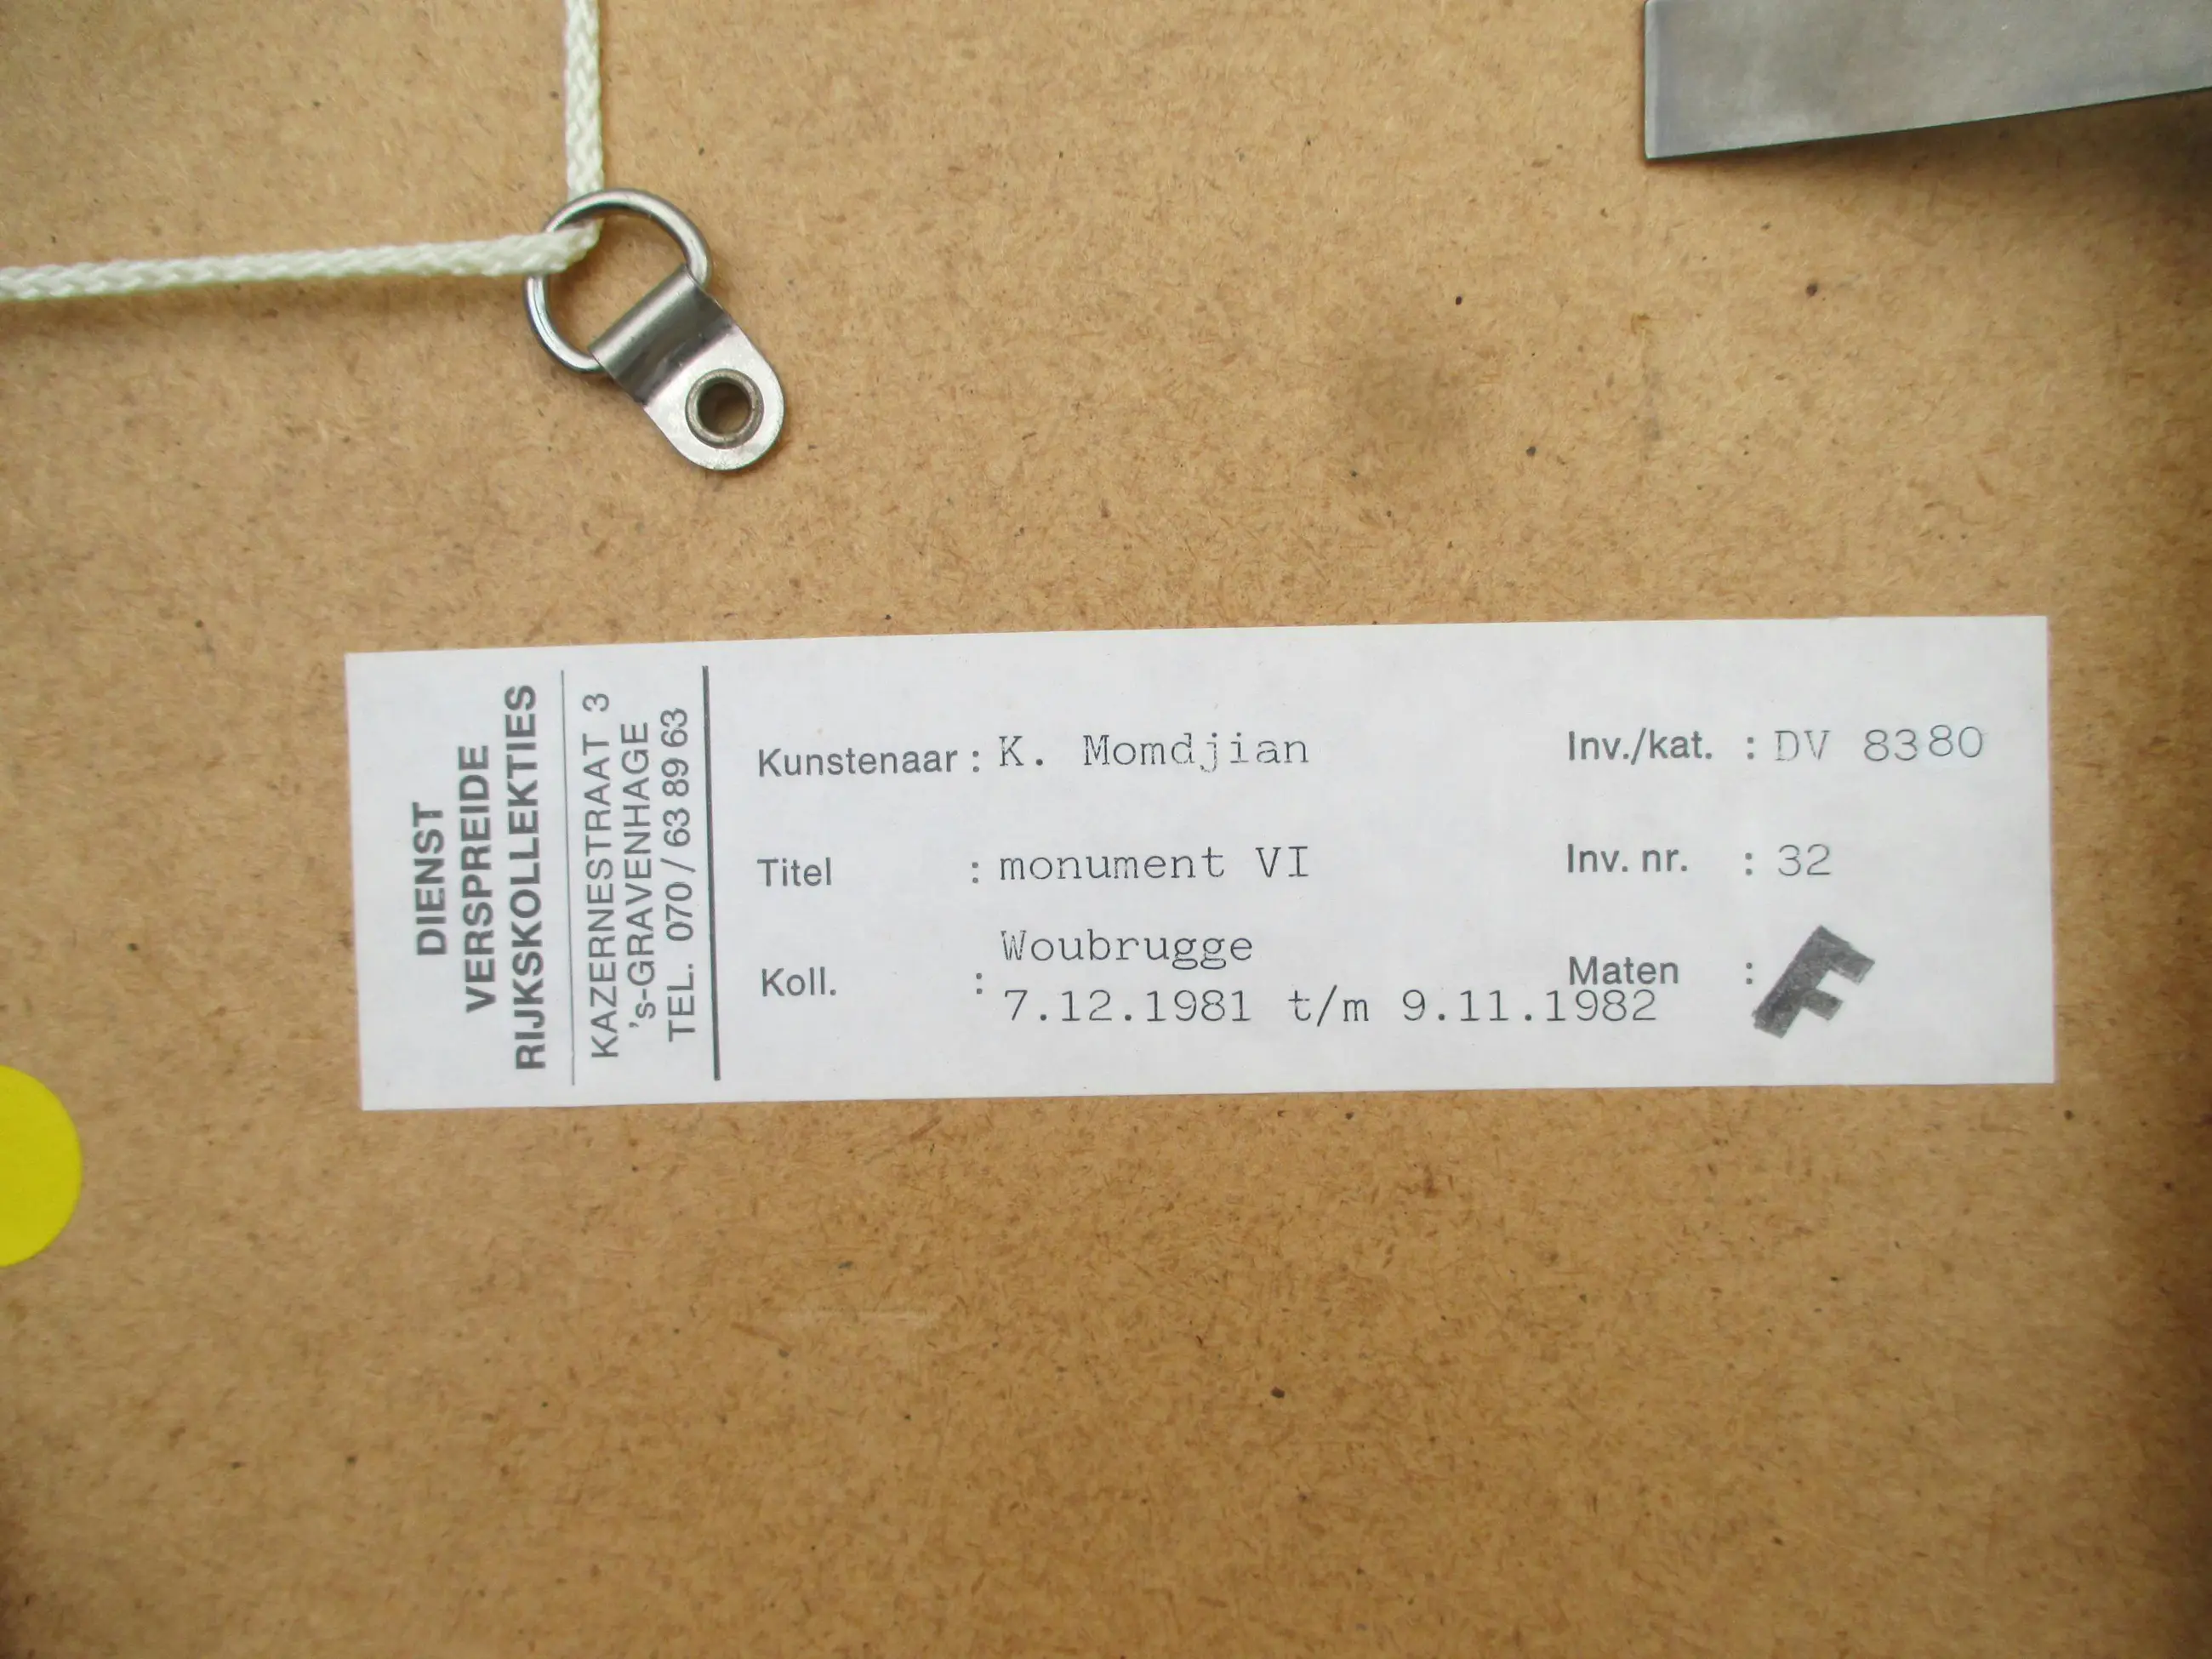 DIENST
VERSPREIDE
RIJKSKOLLEKTIES
KAZERNESTRAAT 3
's-GRAVENHAGE
TEL. 070 / 63 89 63
Kunstenaar : K. Momdjian
Titel : monument VI
Koll. : Woubrugge
7.12.1981 t/m 9.11.1982
Inv./kat. : DV 8380
Inv. nr. : 32
Maten : F